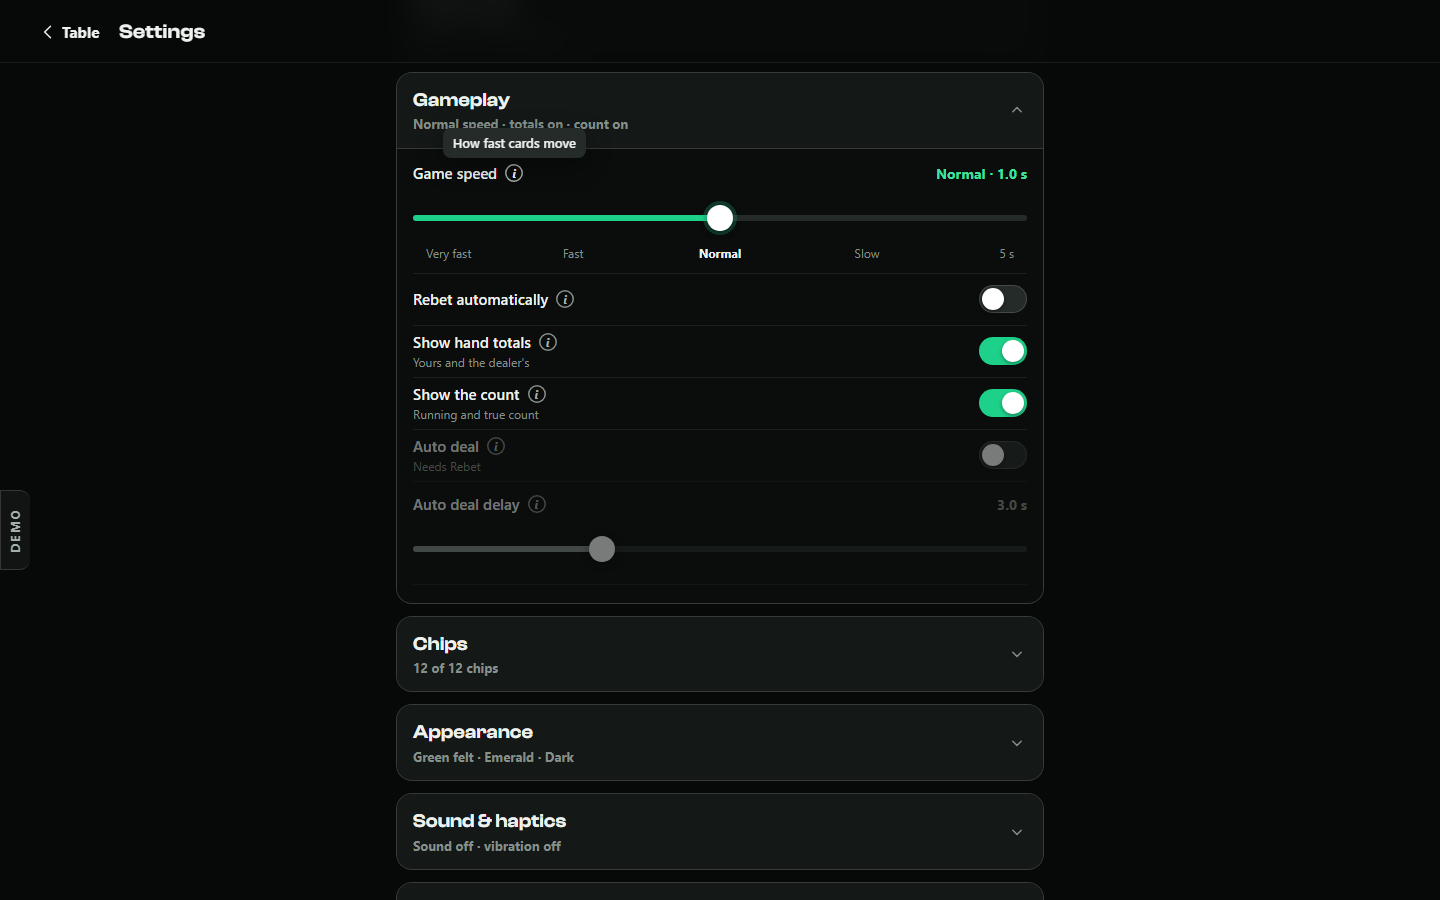 Table Settings
Gameplay
Normal speed · totals on · count on
How fast cards move
Game speed
Normal · 1.0 s
Very fast Fast Normal Slow 5 s
Rebet automatically
Show hand totals
Yours and the dealer's
Show the count
Running and true count
Auto deal
Needs Rebet
Auto deal delay
3.0 s
DEMO
Chips
12 of 12 chips
Appearance
Green felt · Emerald · Dark
Sound & haptics
Sound off · vibration off